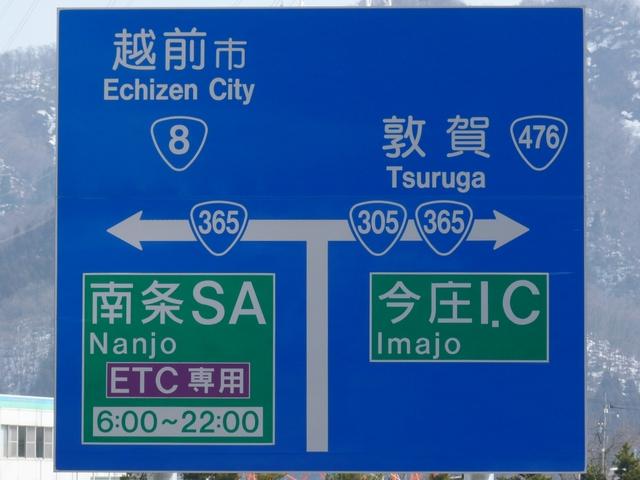 越前市
Echizen City
8
敦賀 476
Tsuruga
365 305 365
南条SA
Nanjo
ETC専用
6:00~22:00
今庄I.C
Imajo